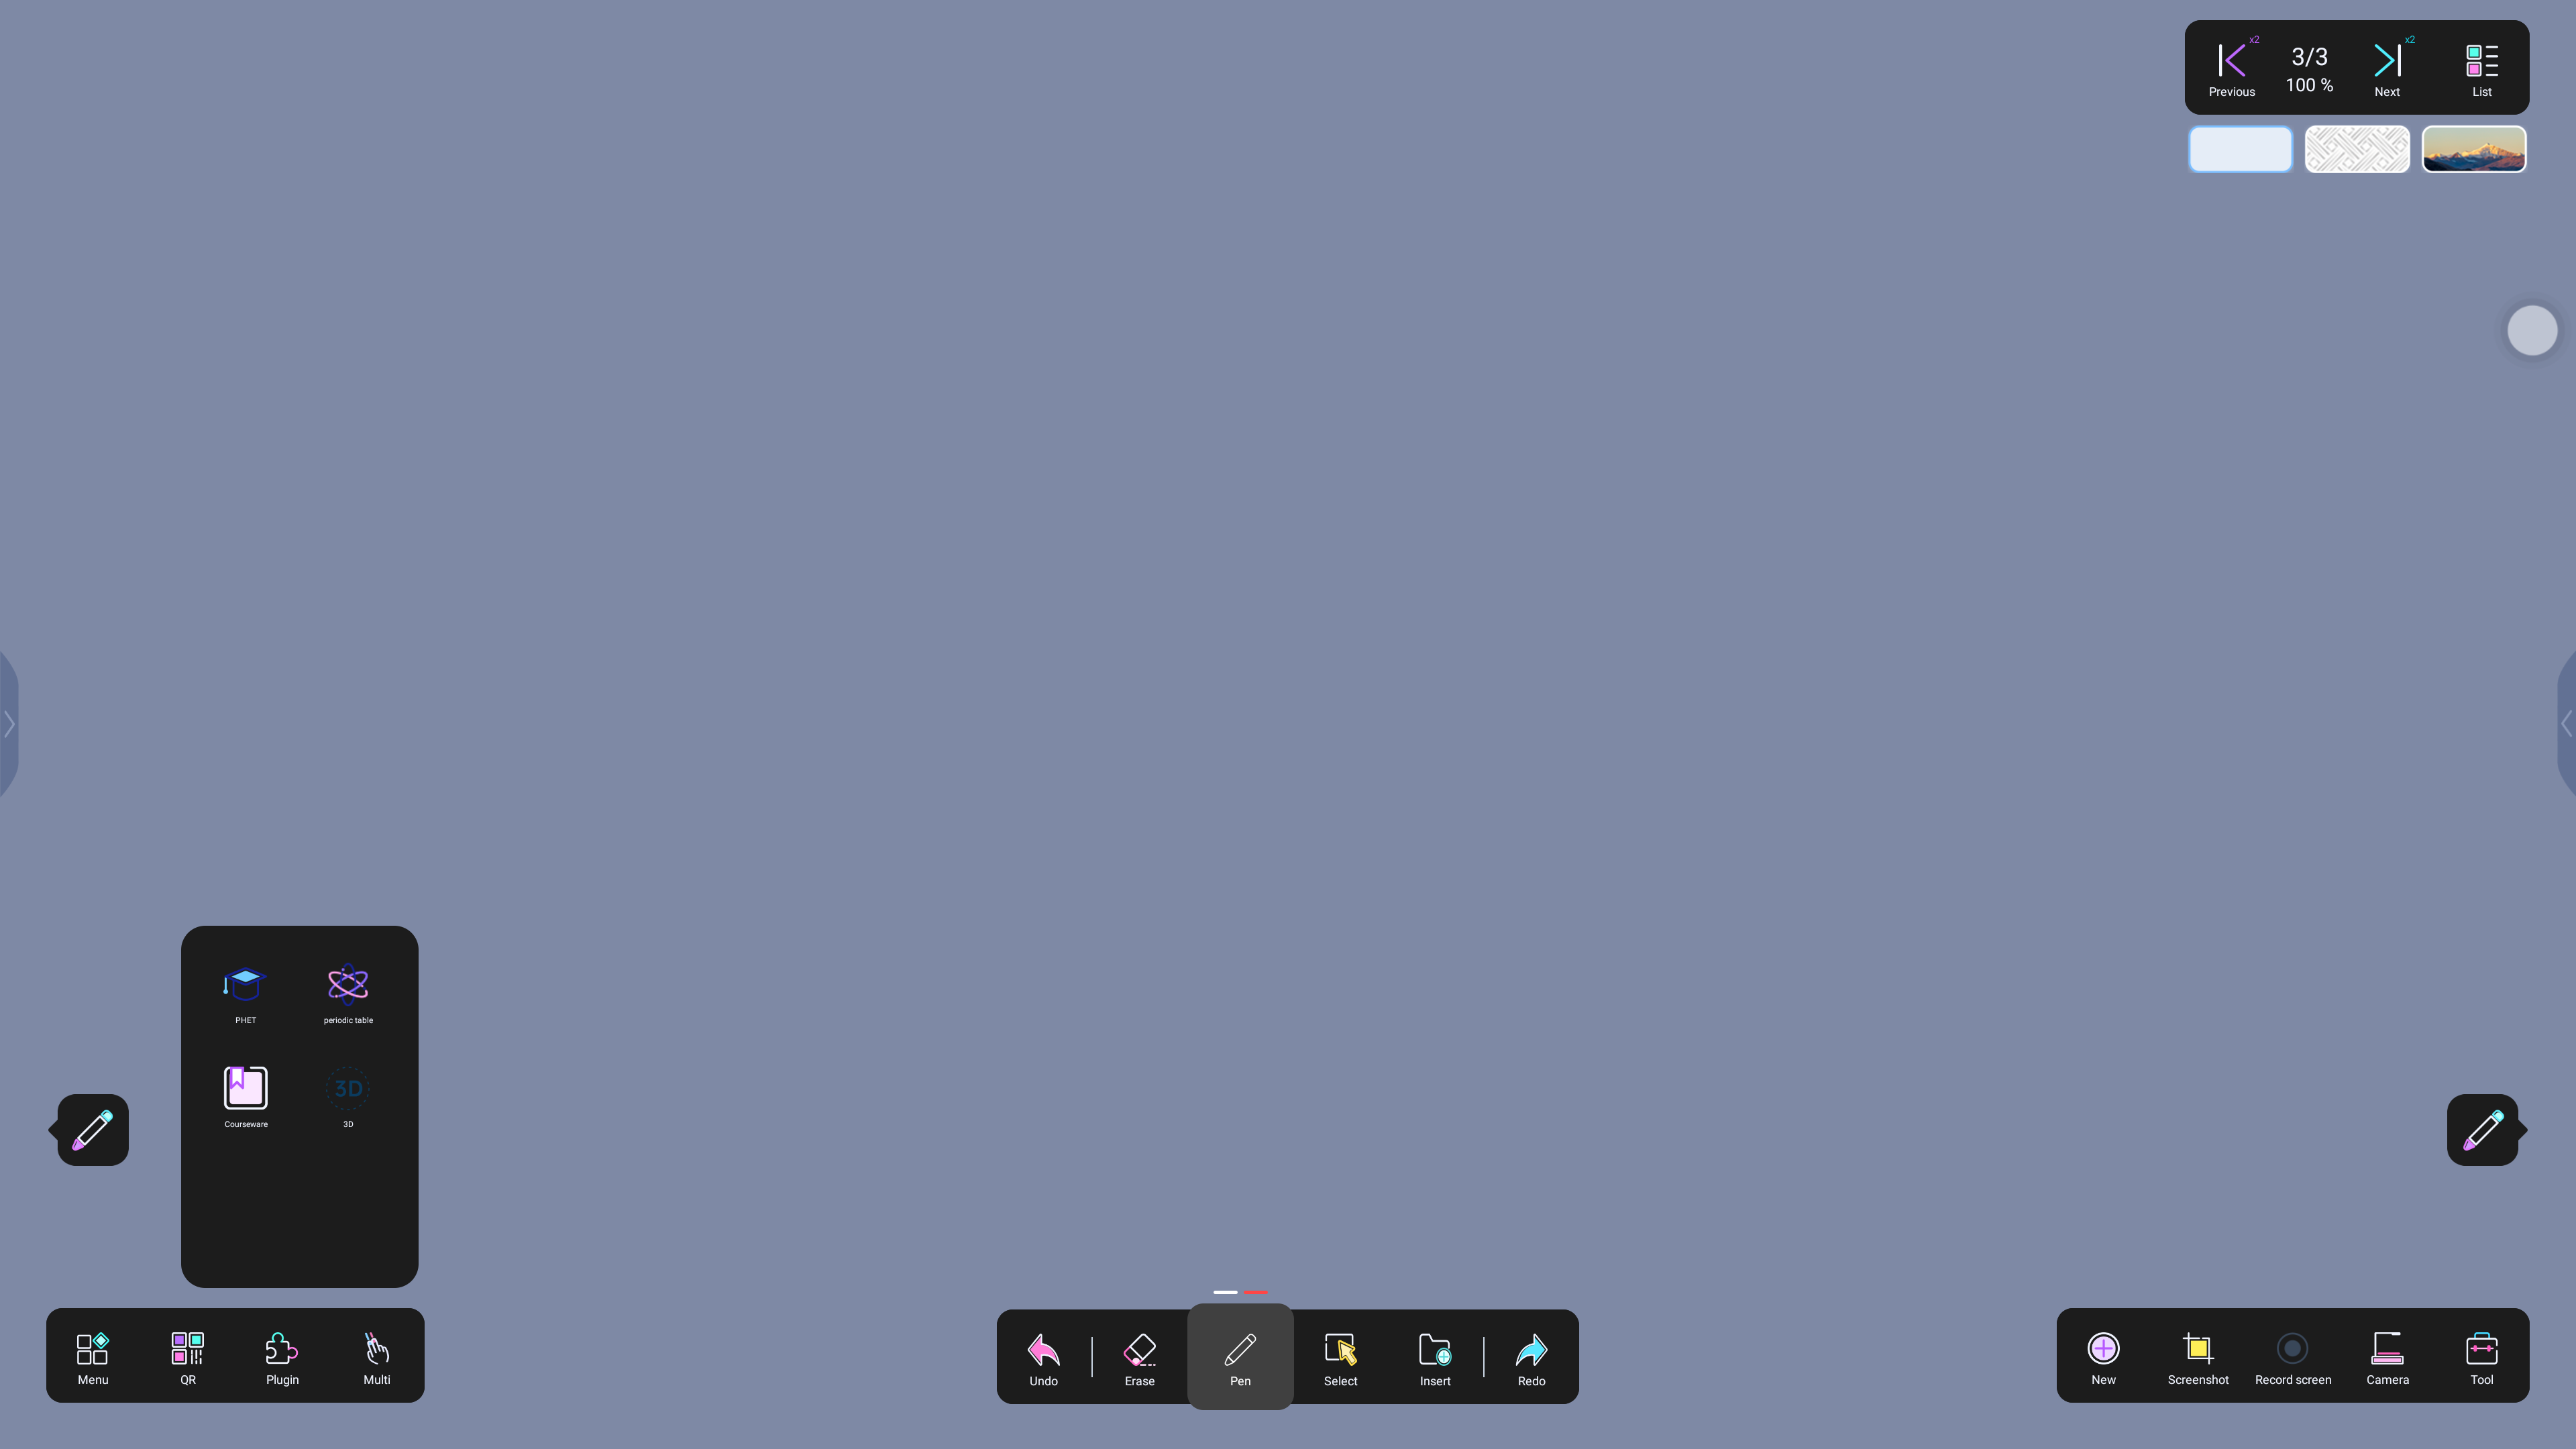 x2
x2
3/3
100 %
Previous
Next
List
PHET
periodic table
3D
Courseware
3D
Menu
QR
Plugin
Multi
Undo
Erase
Pen
Select
Insert
Redo
New
Screenshot
Record screen
Camera
Tool